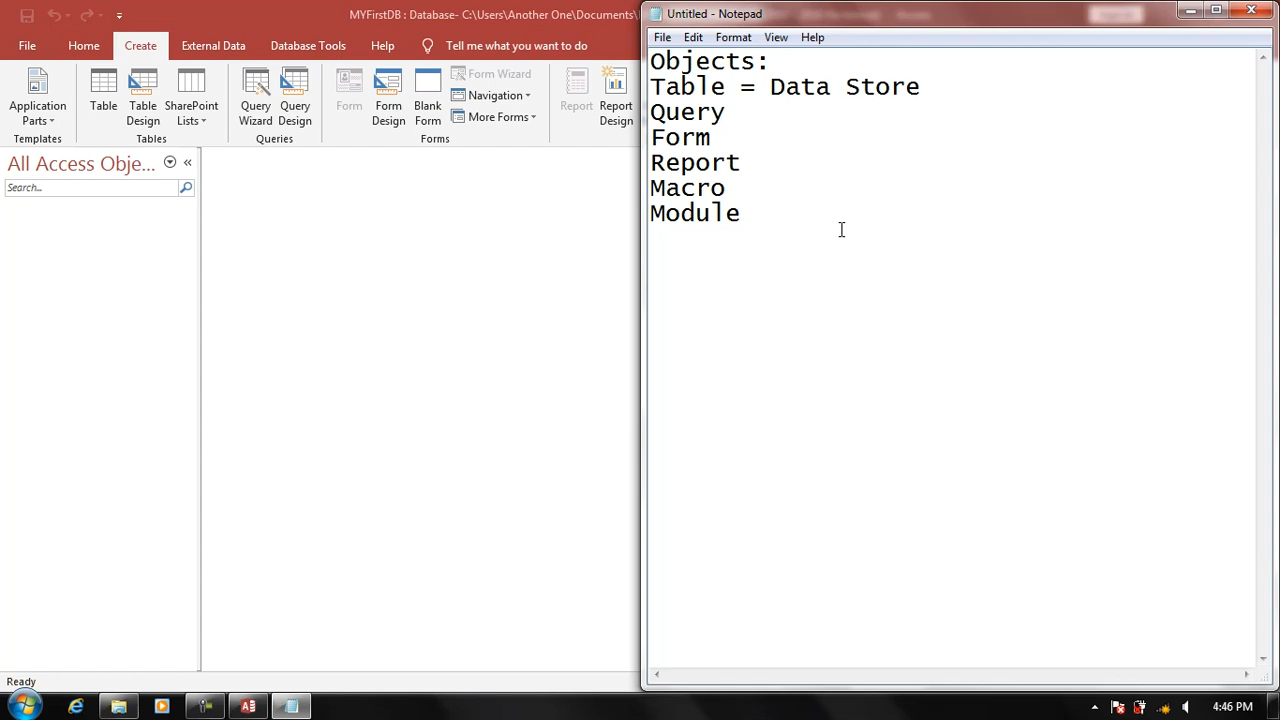 MYFirstDB : Database- C:\Users\Another One\Documents\
Untitled - Notepad
File Home Create External Data Database Tools Help Tell me what you want to do
File Edit Format View Help
Application Parts
Templates
Table
Table Design
SharePoint Lists
Tables
Query Wizard
Query Design
Queries
Form
Form Design
Blank Form
Form Wizard
Navigation
More Forms
Forms
Report
Report Design
All Access Obje...
Search...
Objects:
Table = Data Store
Query
Form
Report
Macro
Module
Ready
4:46 PM